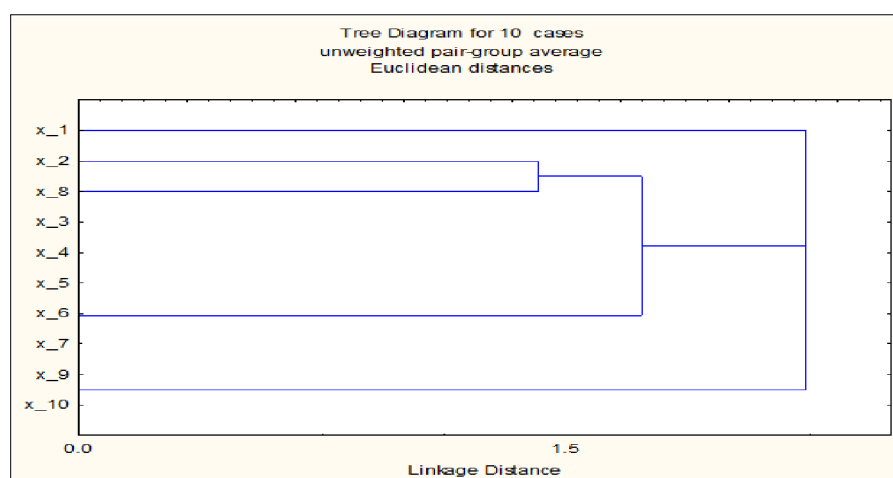 Tree Diagram for 10 cases
unweighted pair-group average
Euclidean distances
x_1
x_2
x_8
x_3
x_4
x_5
x_6
x_7
x_9
x_10
0.0 1.5
Linkage Distance